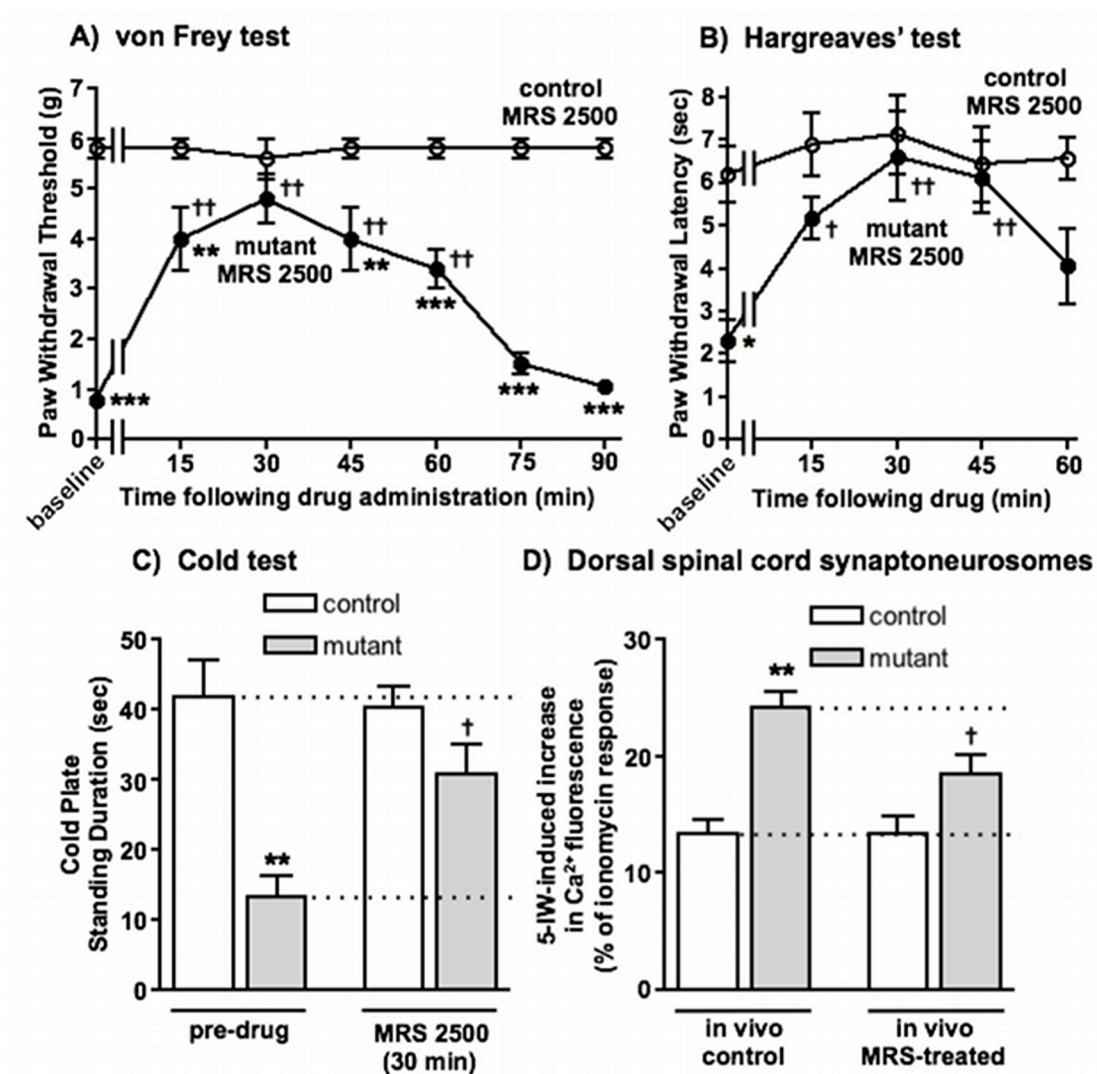 A) von Frey test
Paw Withdrawal Threshold (g)
7
6
5
4
3
2
1
0
control
MRS 2500
††
**
††
mutant
MRS 2500
††
**
††
***
***
***
***
baseline
15
30
45
60
75
90
Time following drug administration (min)
B) Hargreaves' test
Paw Withdrawal Latency (sec)
8
7
6
5
4
3
2
1
0
control
MRS 2500
†
††
mutant
MRS 2500
††
*
baseline
15
30
45
60
Time following drug (min)
C) Cold test
control
mutant
Cold Plate
Standing Duration (sec)
50
40
30
20
10
0
**
†
pre-drug
MRS 2500
(30 min)
D) Dorsal spinal cord synaptoneurosomes
control
mutant
5-IW-induced increase
in Ca²⁺ fluorescence
(% of ionomycin response)
30
20
10
0
**
†
in vivo
control
in vivo
MRS-treated